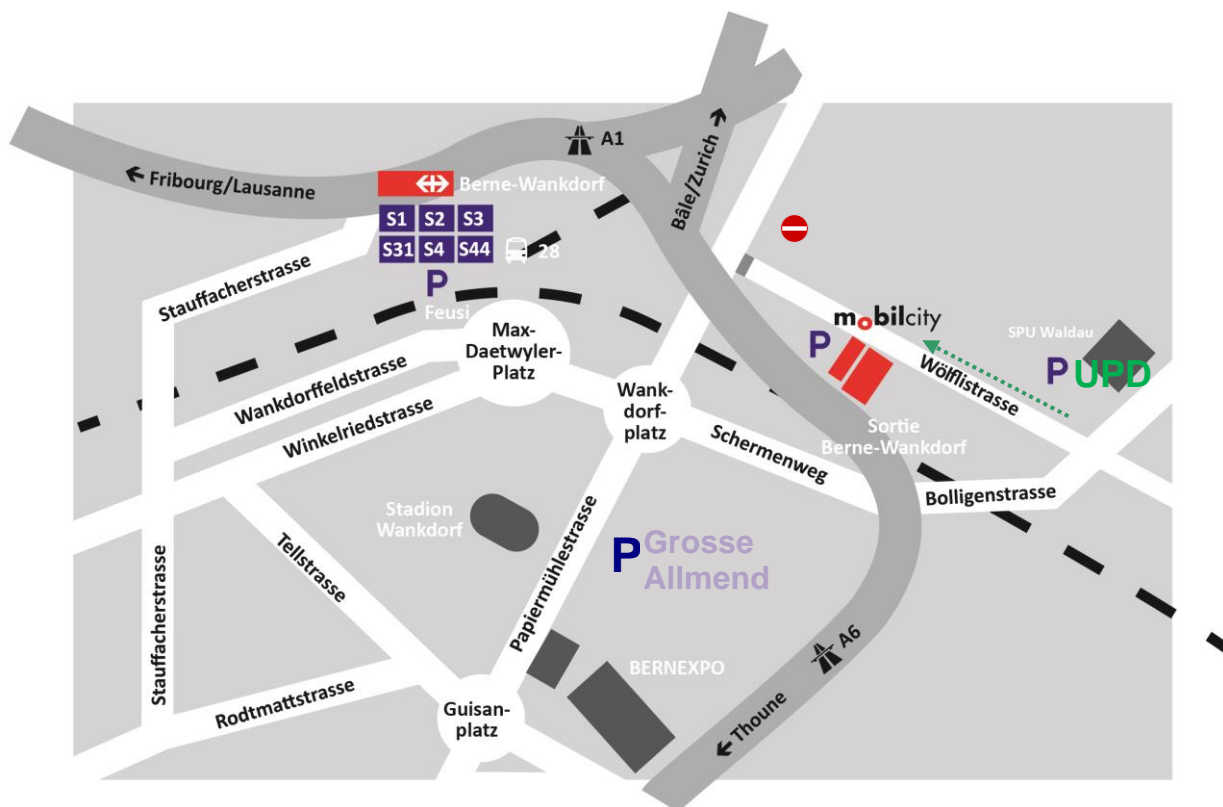 A1
Fribourg/Lausanne
Berne-Wankdorf
Bâle/Zurich
S1 S2 S3
S31 S4 S44
28
P
Feusi
Stauffacherstrasse
Max-
Daetwyler-
Platz
mobilcity
P
SPU Waldau
P UPD
Wölflistrasse
Wankdorffeldstrasse
Winkelriedstrasse
Wank-
dorf-
platz
Schermenweg
Sortie
Berne-Wankdorf
Bolligenstrasse
Stadion
Wankdorf
P Grosse
Allmend
Tellstrasse
Papiermühlestrasse
Stauffacherstrasse
A6
BERNEXPO
Rodtmattstrasse
Guisan-
platz
Thoune